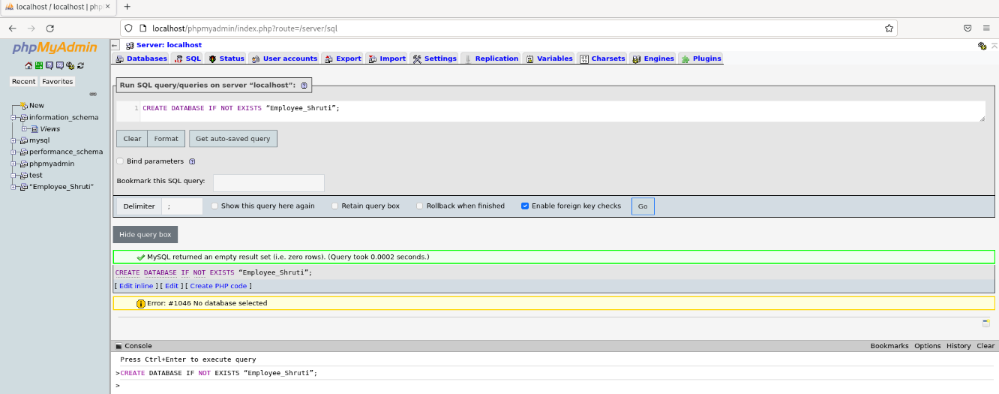 localhost / localhost | php
localhost/phpmyadmin/index.php?route=/server/sql
phpMyAdmin
Recent
Favorites
New
information_schema
Views
mysql
performance_schema
phpmyadmin
test
“Employee_Shruti”
Server: localhost
Databases SQL Status User accounts Export Import Settings Replication Variables Charsets Engines Plugins
Run SQL query/queries on server “localhost”:
1 CREATE DATABASE IF NOT EXISTS “Employee_Shruti”;
Clear Format Get auto-saved query
Bind parameters
Bookmark this SQL query:
Delimiter ; Show this query here again Retain query box Rollback when finished Enable foreign key checks Go
Hide query box
MySQL returned an empty result set (i.e. zero rows). (Query took 0.0002 seconds.)
CREATE DATABASE IF NOT EXISTS “Employee_Shruti”;
[ Edit inline ] [ Edit ] [ Create PHP code ]
Error: #1046 No database selected
Console Bookmarks Options History Clear
Press Ctrl+Enter to execute query
>CREATE DATABASE IF NOT EXISTS “Employee_Shruti”;
>